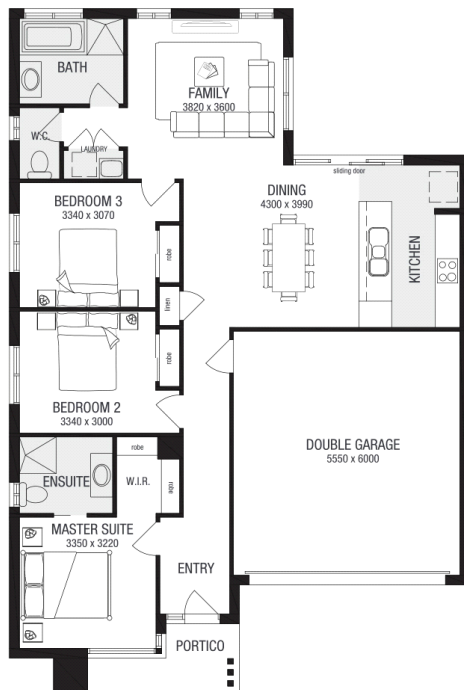 BATH
FAMILY
3820 x 3600
W.C.
LAUNDRY
sliding door
BEDROOM 3
3340 x 3070
DINING
4300 x 3990
robe
KITCHEN
linen
robe
BEDROOM 2
3340 x 3000
DOUBLE GARAGE
5550 x 6000
robe
ENSUITE
W.I.R.
robe
MASTER SUITE
3350 x 3220
ENTRY
PORTICO